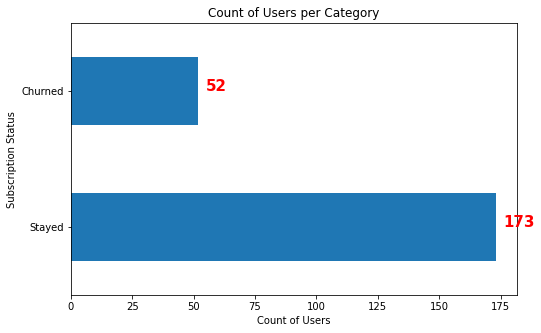 Count of Users per Category
Subscription Status
Churned
52
Stayed
173
0 25 50 75 100 125 150 175
Count of Users